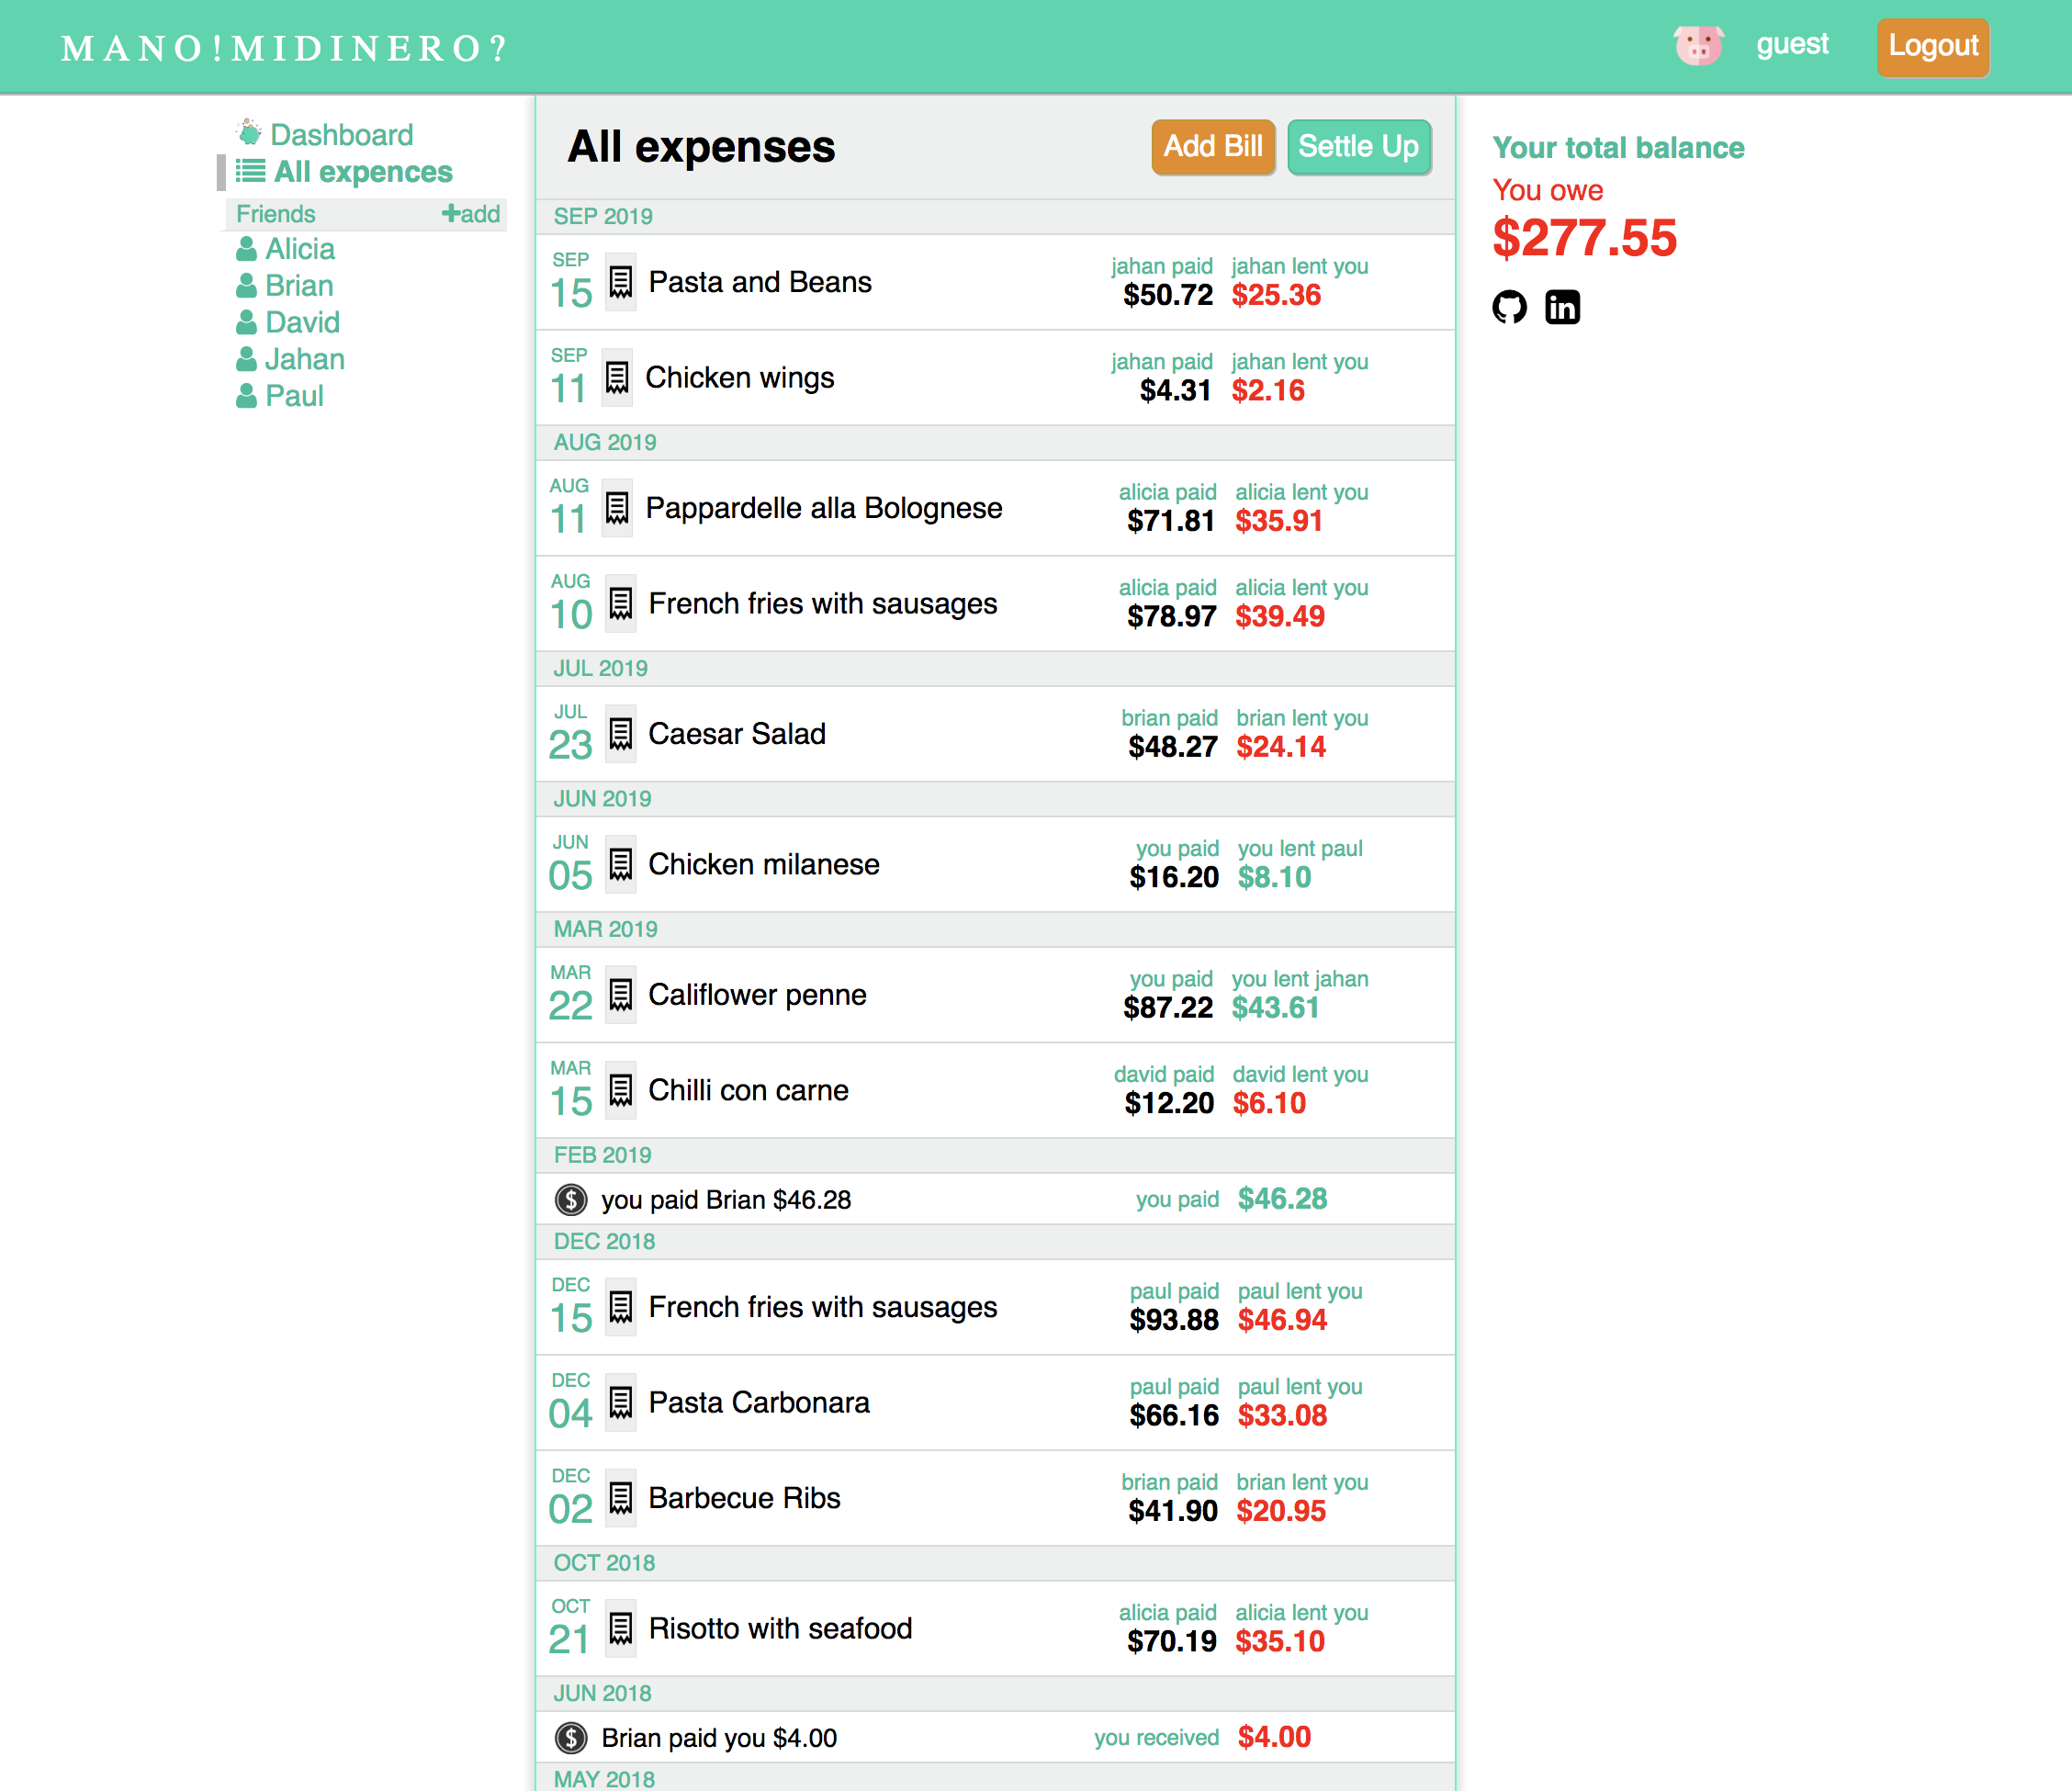 MANO!MIDINERO?
guest
Logout
Dashboard
All expences
Friends
add
Alicia
Brian
David
Jahan
Paul
All expenses
Add Bill
Settle Up
SEP 2019
SEP
15
Pasta and Beans
jahan paid
$50.72
jahan lent you
$25.36
SEP
11
Chicken wings
jahan paid
$4.31
jahan lent you
$2.16
AUG 2019
AUG
11
Pappardelle alla Bolognese
alicia paid
$71.81
alicia lent you
$35.91
AUG
10
French fries with sausages
alicia paid
$78.97
alicia lent you
$39.49
JUL 2019
JUL
23
Caesar Salad
brian paid
$48.27
brian lent you
$24.14
JUN 2019
JUN
05
Chicken milanese
you paid
$16.20
you lent paul
$8.10
MAR 2019
MAR
22
Califlower penne
you paid
$87.22
you lent jahan
$43.61
MAR
15
Chilli con carne
david paid
$12.20
david lent you
$6.10
FEB 2019
you paid Brian $46.28
you paid
$46.28
DEC 2018
DEC
15
French fries with sausages
paul paid
$93.88
paul lent you
$46.94
DEC
04
Pasta Carbonara
paul paid
$66.16
paul lent you
$33.08
DEC
02
Barbecue Ribs
brian paid
$41.90
brian lent you
$20.95
OCT 2018
OCT
21
Risotto with seafood
alicia paid
$70.19
alicia lent you
$35.10
JUN 2018
Brian paid you $4.00
you received
$4.00
MAY 2018
Your total balance
You owe
$277.55
in